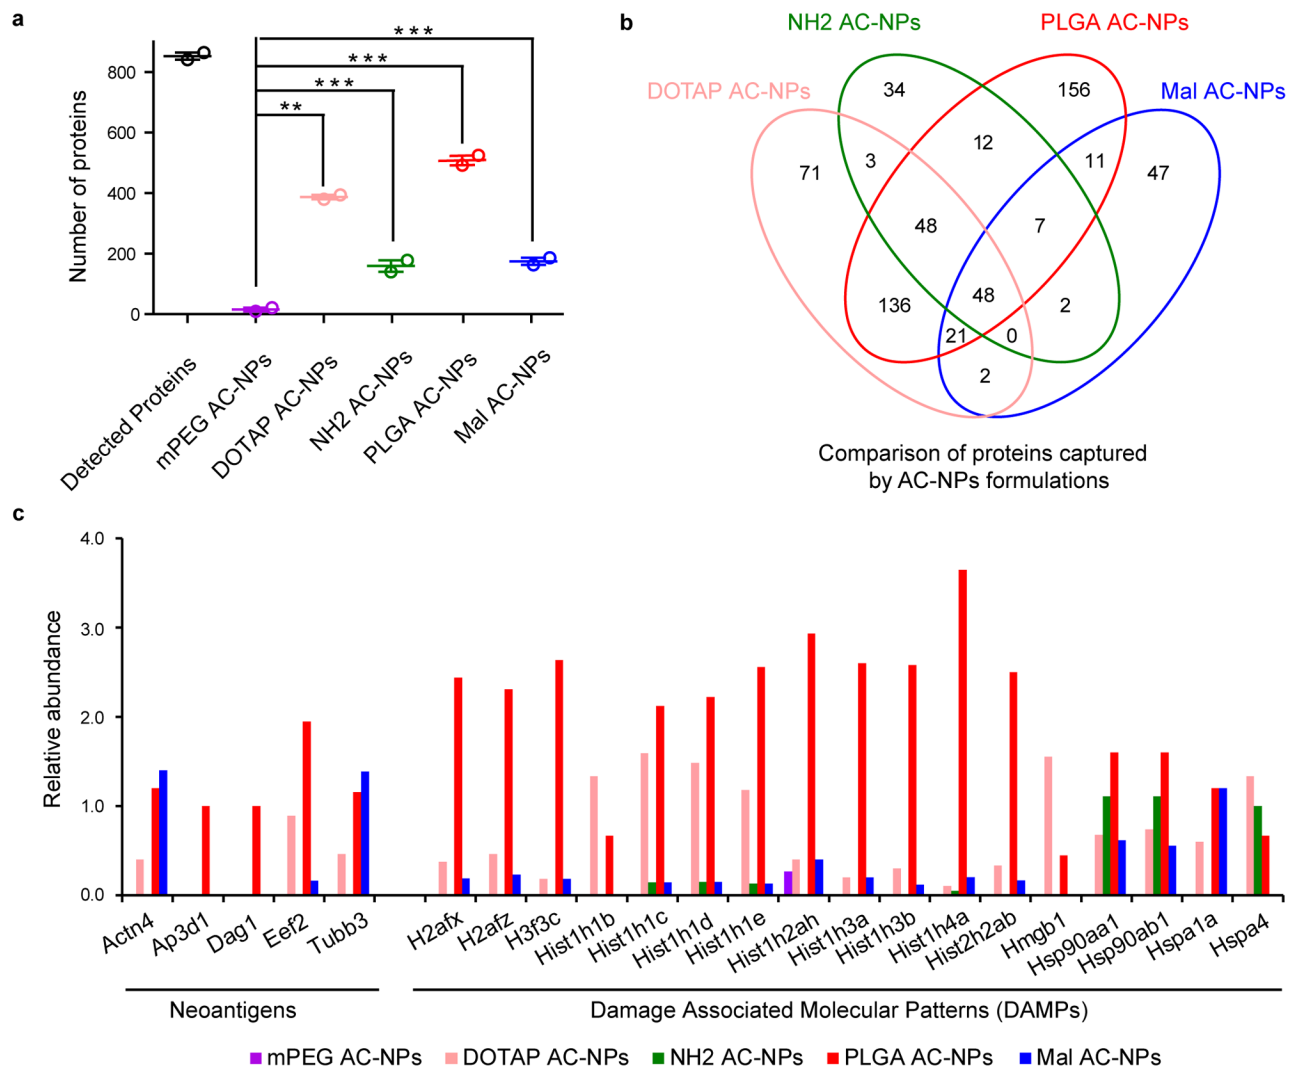 a
Number of proteins
800
600
400
200
0
***
***
***
**
Detected Proteins
mPEG AC-NPs
DOTAP AC-NPs
NH2 AC-NPs
PLGA AC-NPs
Mal AC-NPs
b
NH2 AC-NPs
PLGA AC-NPs
DOTAP AC-NPs
Mal AC-NPs
34
156
71
3
12
11
47
48
7
136
48
2
21
0
2
Comparison of proteins captured
by AC-NPs formulations
c
Relative abundance
4.0
3.0
2.0
1.0
0.0
Actn4
Ap3d1
Dag1
Eef2
Tubb3
H2afx
H2afz
H3f3c
Hist1h1b
Hist1h1c
Hist1h1d
Hist1h1e
Hist1h2ah
Hist1h3a
Hist1h3b
Hist1h4a
Hist2h2ab
Hmgb1
Hsp90aa1
Hsp90ab1
Hspa1a
Hspa4
Neoantigens
Damage Associated Molecular Patterns (DAMPs)
mPEG AC-NPs
DOTAP AC-NPs
NH2 AC-NPs
PLGA AC-NPs
Mal AC-NPs